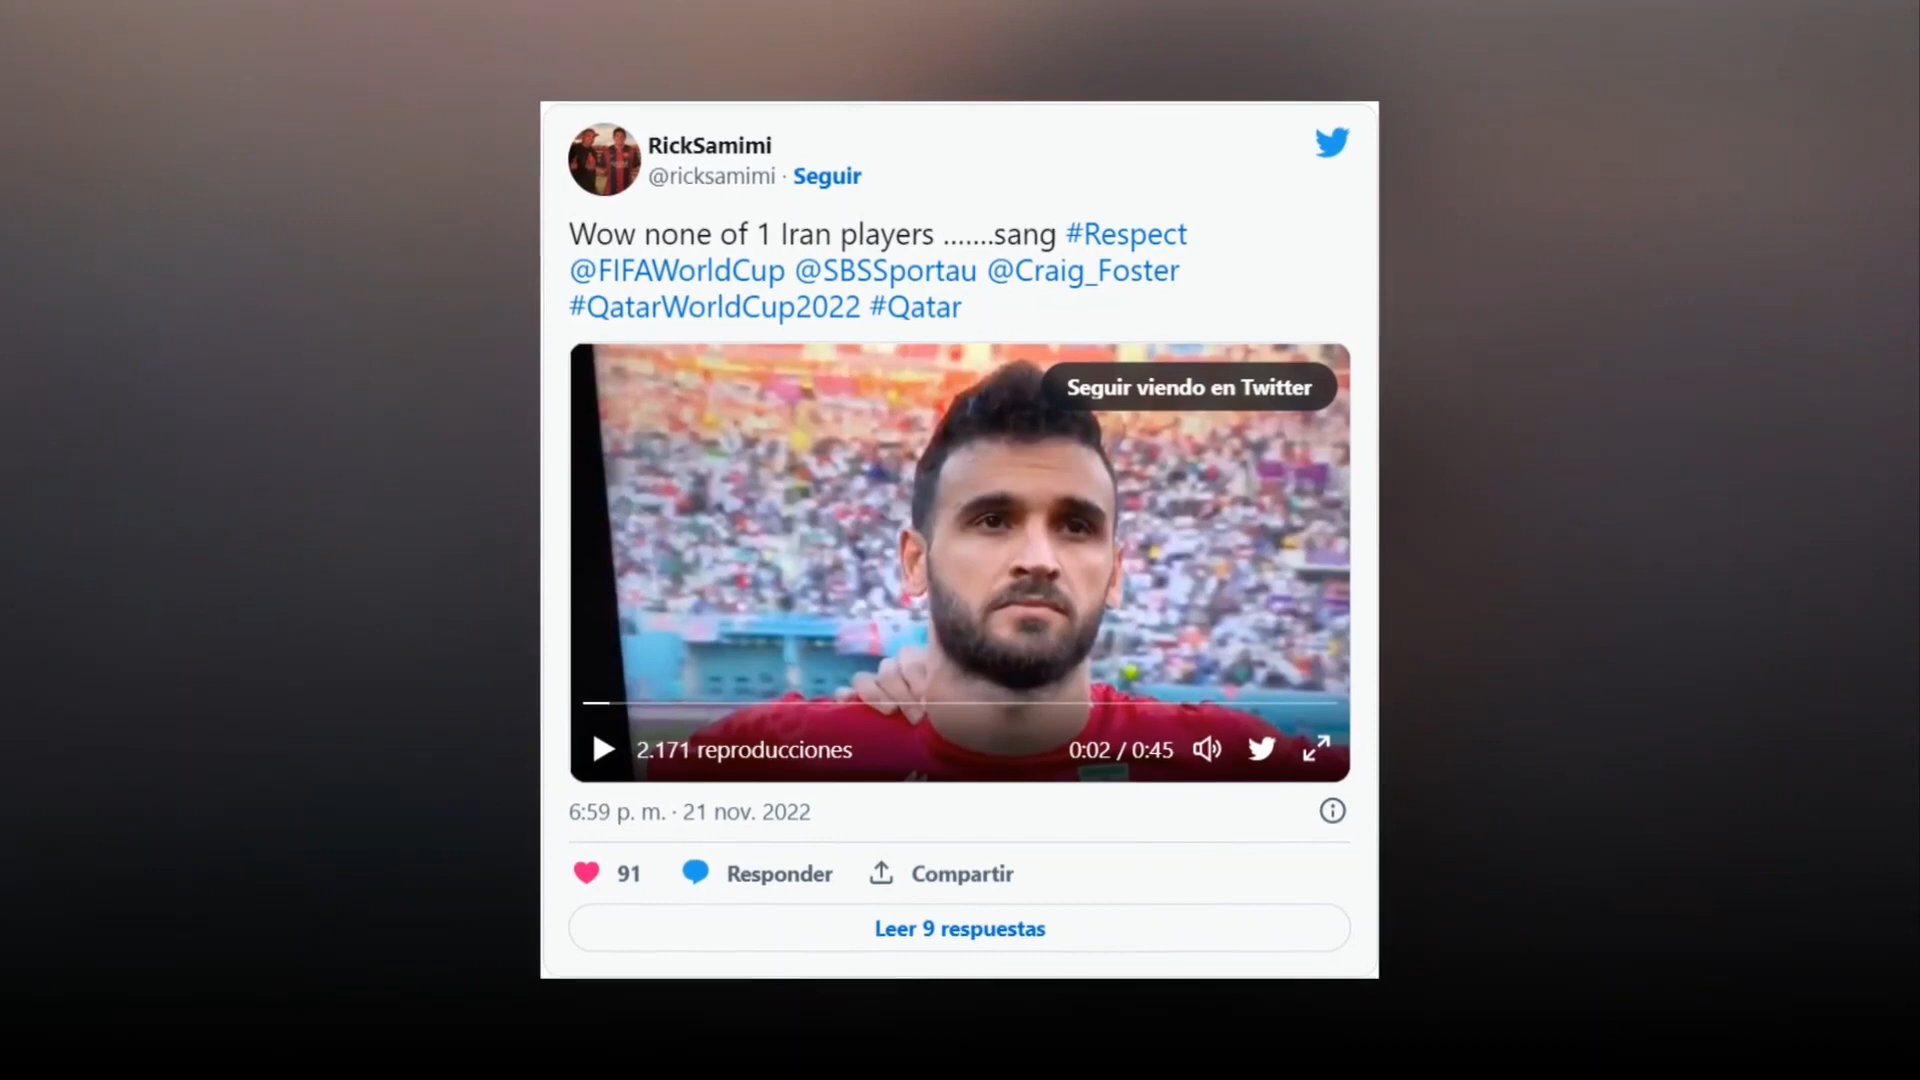 RickSamimi
@ricksamimi · Seguir
Wow none of 1 Iran players .......sang #Respect
@FIFAWorldCup @SBSSportau @Craig_Foster
#QatarWorldCup2022 #Qatar
Seguir viendo en Twitter
2.171 reproducciones
0:02 / 0:45
6:59 p. m. · 21 nov. 2022
91
Responder
Compartir
Leer 9 respuestas